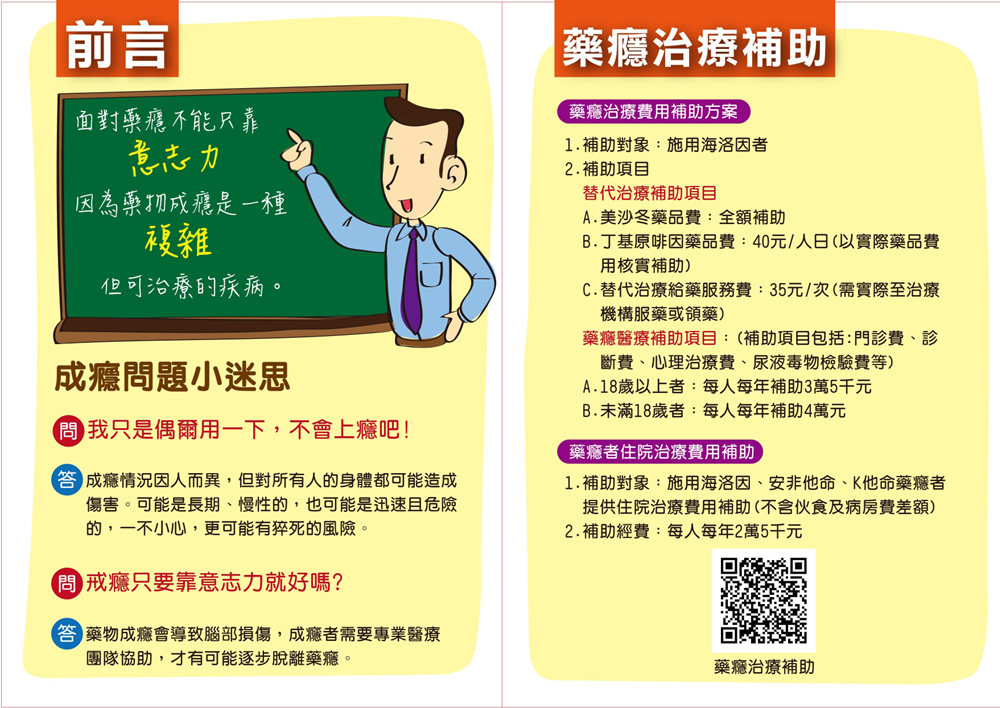 前言
面對藥癮不能只靠
意志力
因為藥物成癮是一種
複雜
但可治療的疾病。
成癮問題小迷思
問 我只是偶爾用一下，不會上癮吧!
答 成癮情況因人而異，但對所有人的身體都可能造成
傷害。可能是長期、慢性的，也可能是迅速且危險
的，一不小心，更可能有猝死的風險。
問 戒癮只要靠意志力就好嗎?
答 藥物成癮會導致腦部損傷，成癮者需要專業醫療
團隊協助，才有可能逐步脫離藥癮。
藥癮治療補助
藥癮治療費用補助方案
1.補助對象：施用海洛因者
2.補助項目
替代治療補助項目
A.美沙冬藥品費：全額補助
B.丁基原啡因藥品費：40元/人日(以實際藥品費
用核實補助)
C.替代治療給藥服務費：35元/次(需實際至治療
機構服藥或領藥)
藥癮醫療補助項目：(補助項目包括:門診費、診
斷費、心理治療費、尿液毒物檢驗費等)
A.18歲以上者：每人每年補助3萬5千元
B.未滿18歲者：每人每年補助4萬元
藥癮者住院治療費用補助
1.補助對象：施用海洛因、安非他命、K他命藥癮者
提供住院治療費用補助(不含伙食及病房費差額)
2.補助經費：每人每年2萬5千元
藥癮治療補助